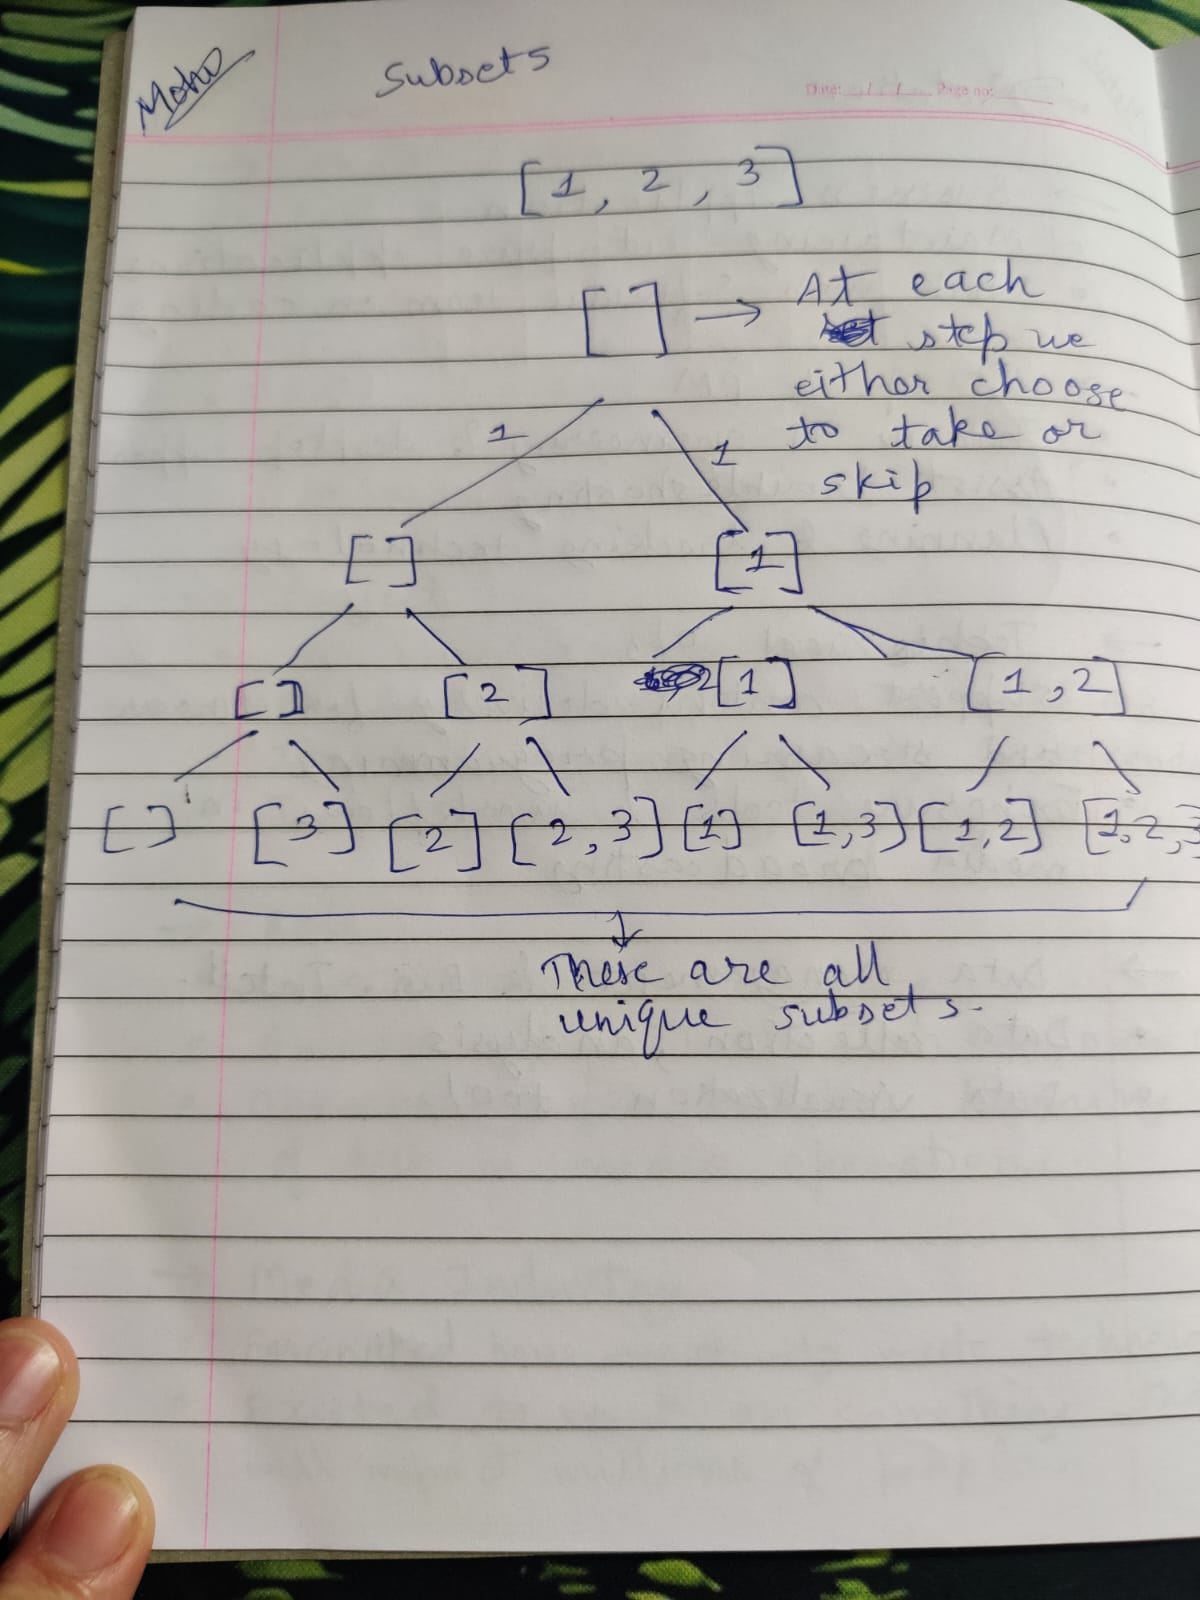 Subsets
Date: Page no:
[1, 2, 3]
[] → At each
step we
either choose
to take or
skip
1 1
[] [1]
[] [2] [1] [1,2]
[] [3] [2] [2,3] [1] [1,3] [1,2] [1,2,3
These are all
unique subsets.